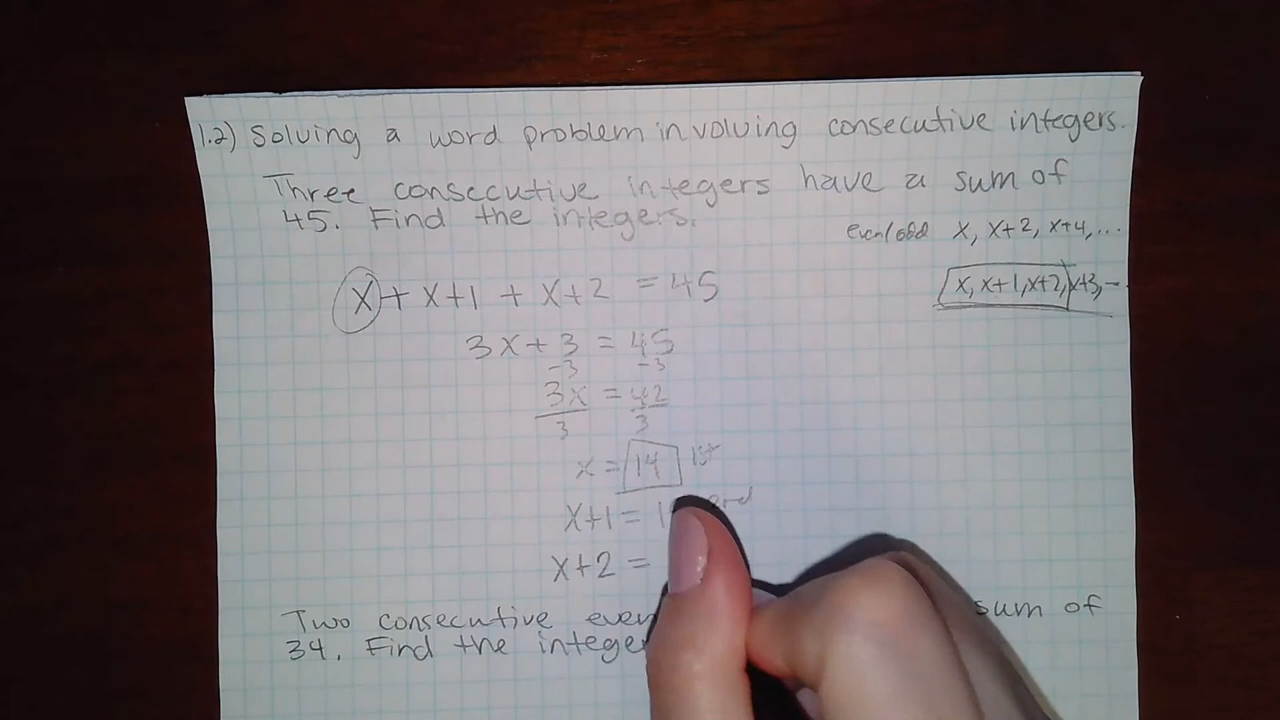 1.2) Solving a word problem involving consecutive integers.
Three consecutive integers have a sum of
45. Find the integers.
even/odd x, x+2, x+4,...
x, x+1, x+2, x+3, -
x + x+1 + x+2 = 45
3x + 3 = 45
-3 -3
3x = 42
3 3
x = 14 1st
x+1 = 2nd
x+2 =
Two consecutive even sum of
34. Find the